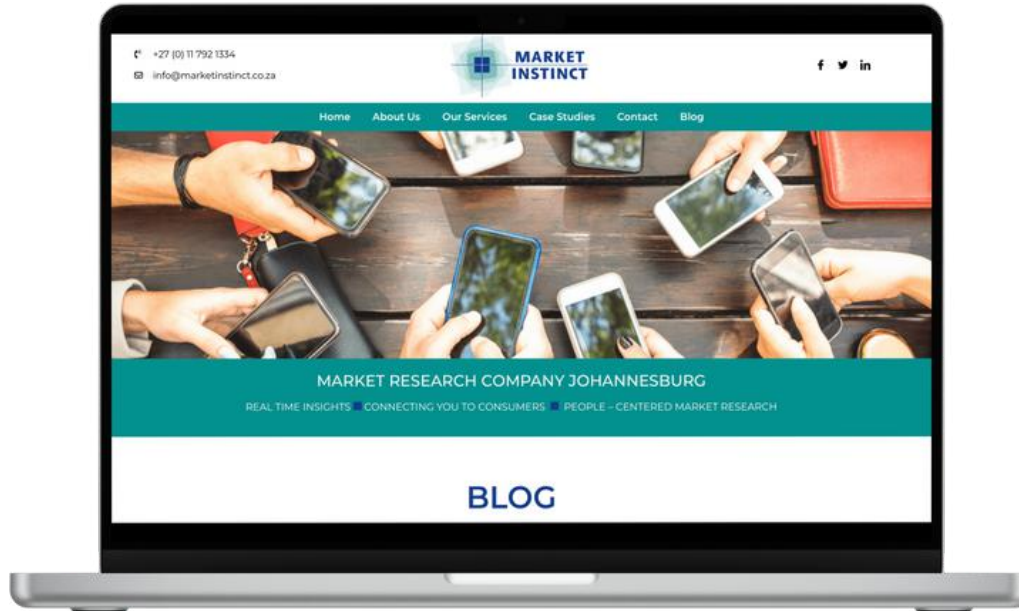 +27 (0) 11 792 1334
info@marketinstinct.co.za
MARKET
INSTINCT
Home About Us Our Services Case Studies Contact Blog
MARKET RESEARCH COMPANY JOHANNESBURG
REAL TIME INSIGHTS CONNECTING YOU TO CONSUMERS PEOPLE – CENTERED MARKET RESEARCH
BLOG